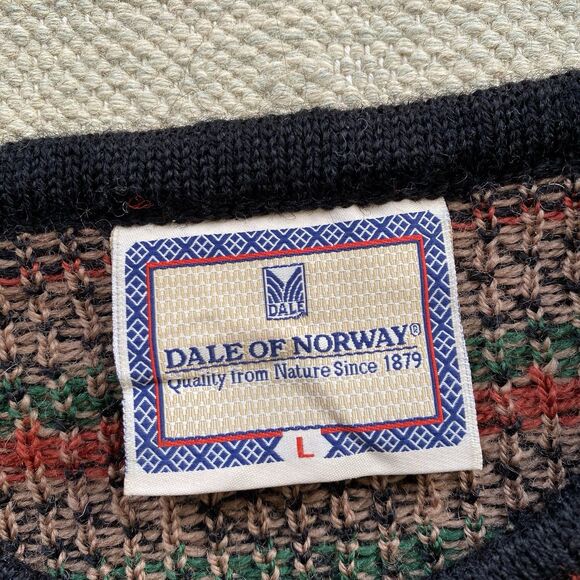 DALE
DALE OF NORWAY®
Quality from Nature Since 1879
L